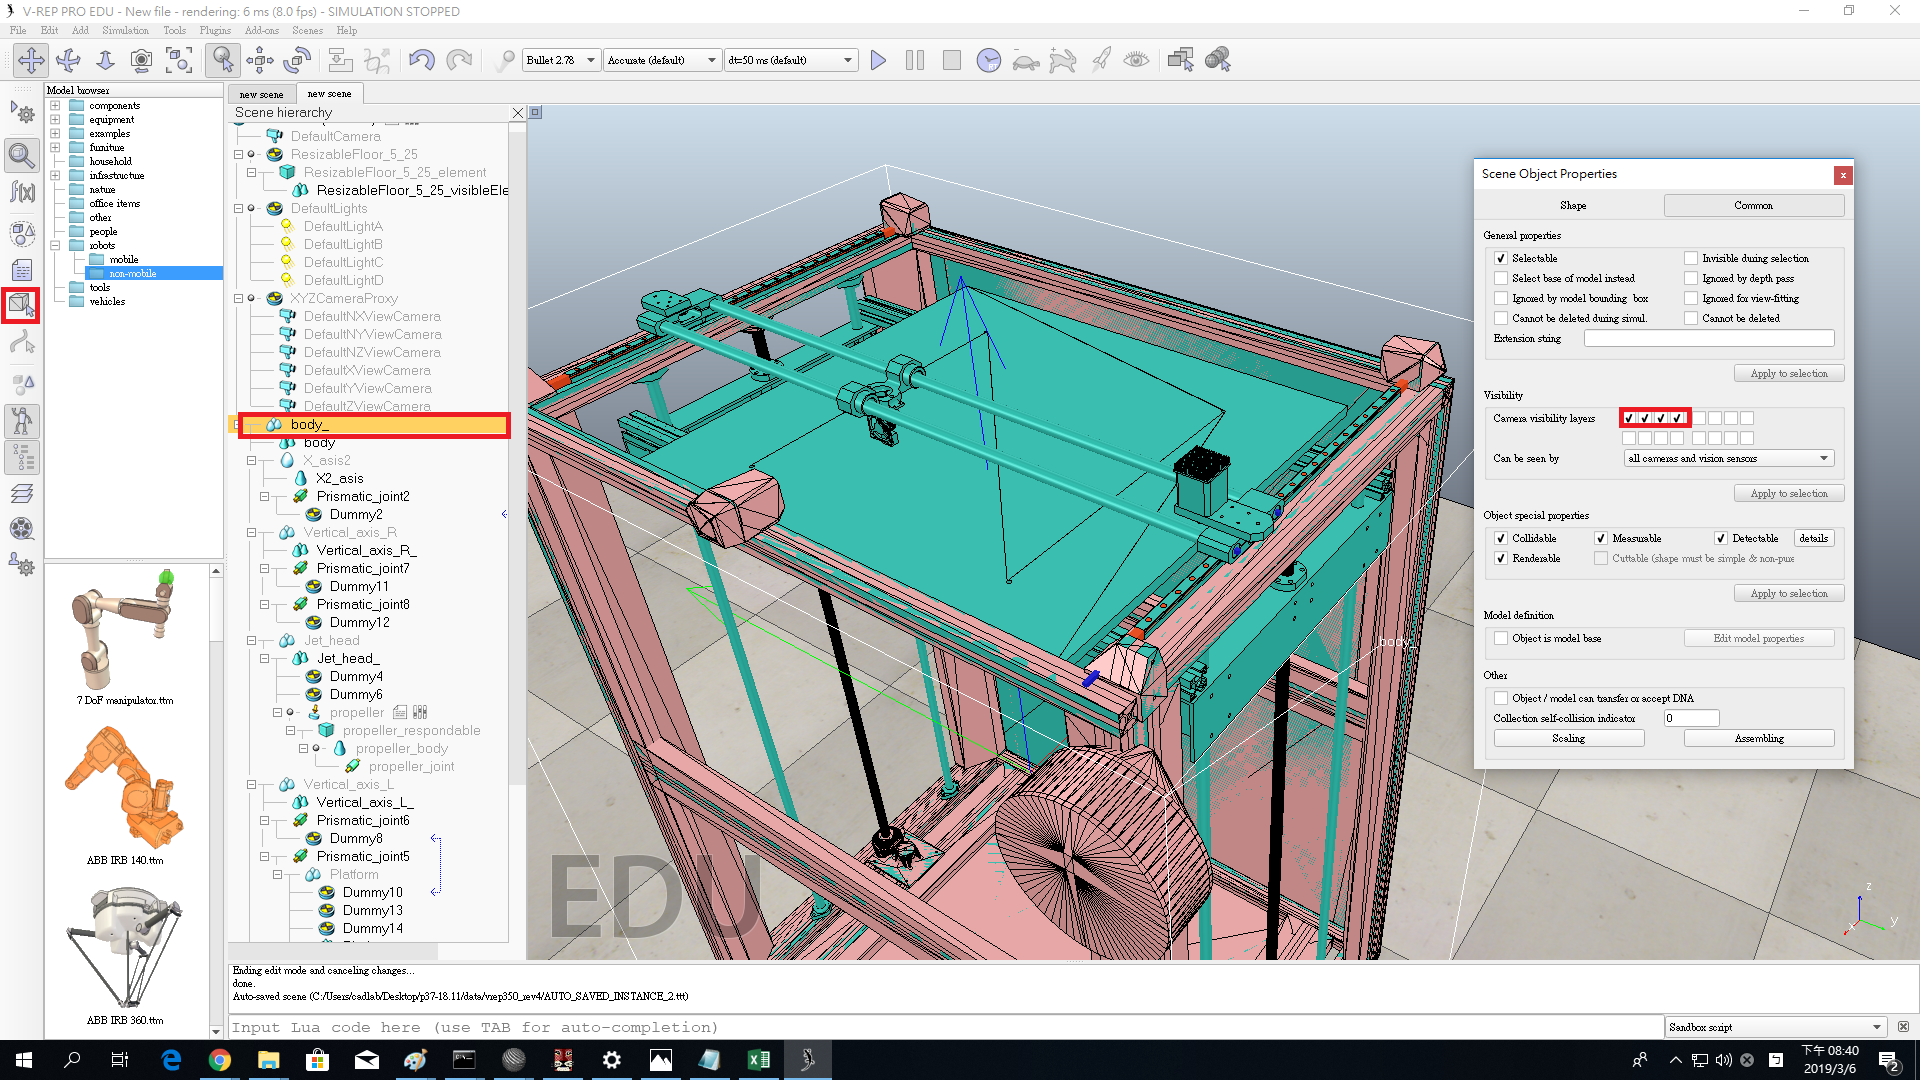 V-REP PRO EDU - New file - rendering: 6 ms (8.0 fps) - SIMULATION STOPPED
File Edit Add Simulation Tools Plugins Add-ons Scenes Help
Bullet 2.78 Accurate (default) dt=50 ms (default)
Model browser
components
equipment
examples
furniture
household
infrastructure
nature
office items
other
people
robots
mobile
non-mobile
tools
vehicles
7 DoF manipulator.ttm
ABB IRB 140.ttm
ABB IRB 360.ttm
new scene new scene
Scene hierarchy
DefaultCamera
ResizableFloor_5_25
ResizableFloor_5_25_element
ResizableFloor_5_25_visibleEle
DefaultLights
DefaultLightA
DefaultLightB
DefaultLightC
DefaultLightD
XYZCameraProxy
DefaultNXViewCamera
DefaultNYViewCamera
DefaultNZViewCamera
DefaultXViewCamera
DefaultYViewCamera
DefaultZViewCamera
body_
body
X_asis2
X2_asis
Prismatic_joint2
Dummy2
Vertical_axis_R
Vertical_axis_R_
Prismatic_joint7
Dummy11
Prismatic_joint8
Dummy12
Jet_head
Jet_head_
Dummy4
Dummy6
propeller
propeller_respondable
propeller_body
propeller_joint
Vertical_axis_L
Vertical_axis_L_
Prismatic_joint6
Dummy8
Prismatic_joint5
Platform
Dummy10
Dummy13
Dummy14
body_
EDU
z
y
x
Scene Object Properties
x
Shape Common
General properties
Selectable Invisible during selection
Select base of model instead Ignored by depth pass
Ignored by model bounding box Ignored for view-fitting
Cannot be deleted during simul. Cannot be deleted
Extension string
Apply to selection
Visibility
Camera visibility layers
Can be seen by all cameras and vision sensors
Apply to selection
Object special properties
Collidable Measurable Detectable details
Renderable Cuttable (shape must be simple & non-pure
Apply to selection
Model definition
Object is model base Edit model properties
Other
Object / model can transfer or accept DNA
Collection self-collision indicator 0
Scaling Assembling
Ending edit mode and canceling changes...
done.
Auto-saved scene (C:/Users/cadlab/Desktop/p37-18.11/data/vrep350_rev4/AUTO_SAVED_INSTANCE_2.ttt)
Input Lua code here (use TAB for auto-completion)
Sandbox script
下午 08:40
2019/3/6
2